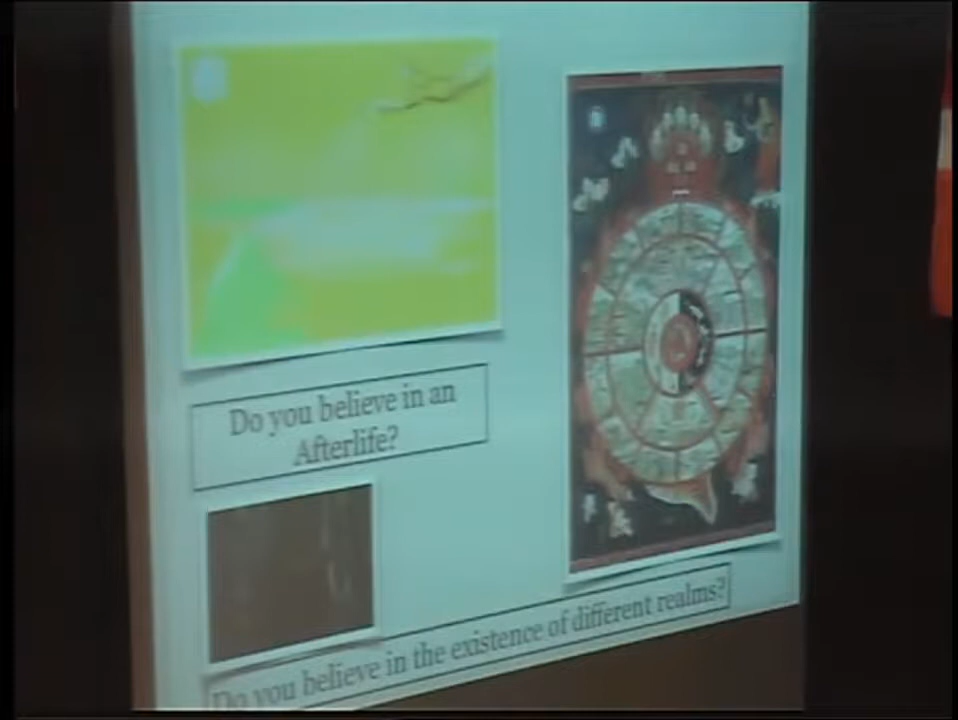 Do you believe in an
Afterlife?
Do you believe in the existence of different realms?